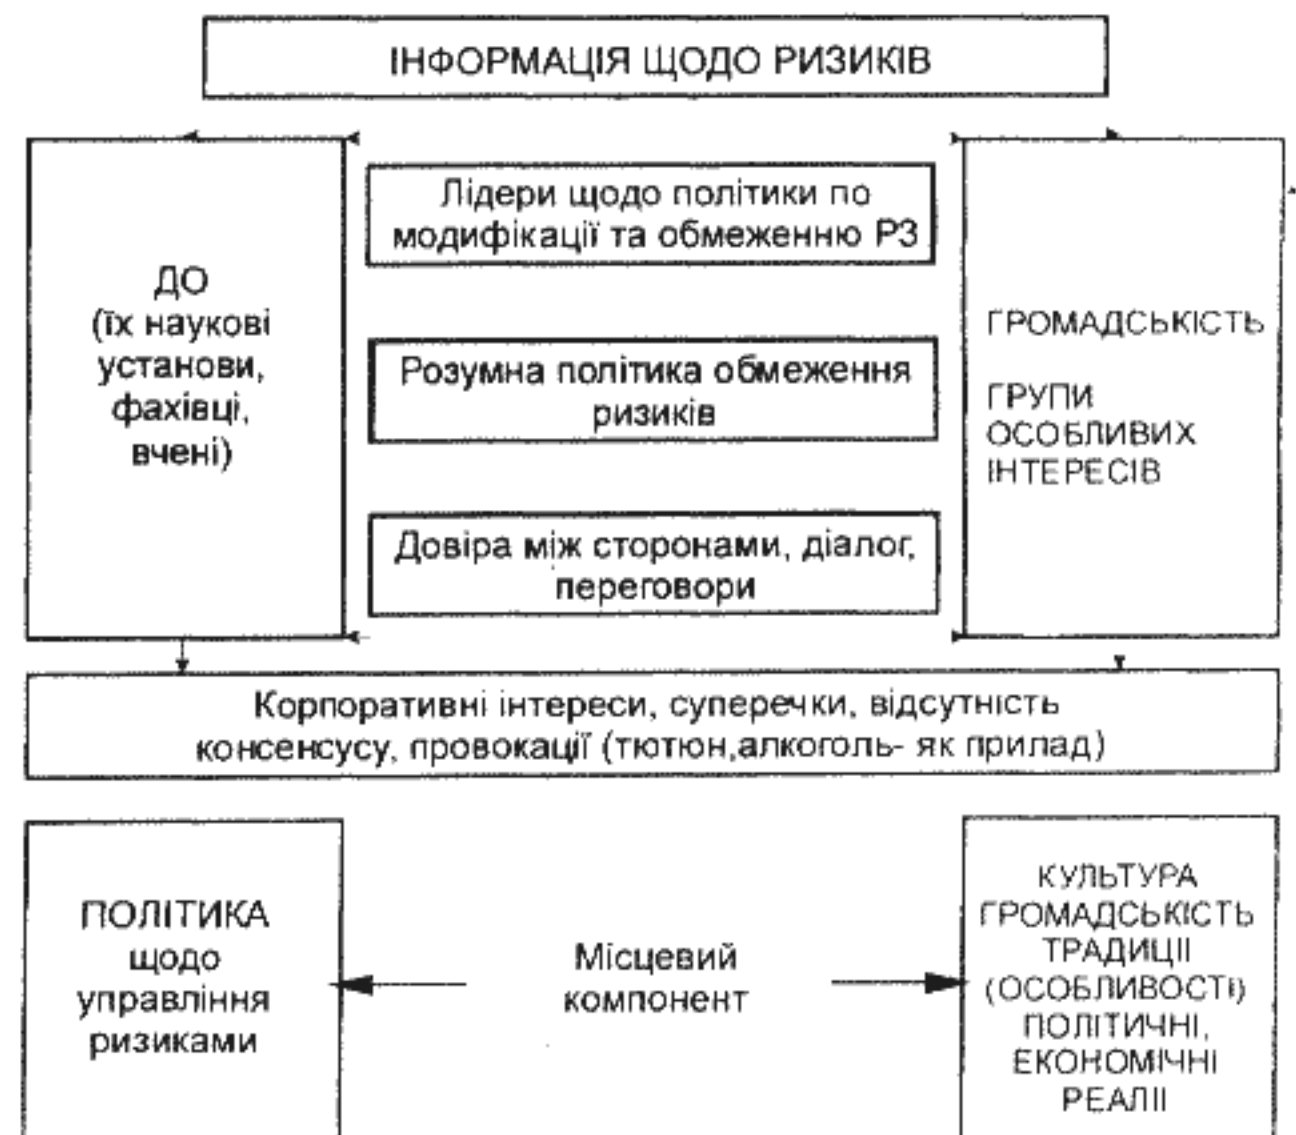 ІНФОРМАЦІЯ ЩОДО РИЗИКІВ
ДО
(їх наукові
установи,
фахівці,
вчені)
Лідери щодо політики по
модифікації та обмеженню РЗ
Розумна політика обмеження
ризиків
Довіра між сторонами, діалог,
переговори
ГРОМАДСЬКІСТЬ
ГРУПИ
ОСОБЛИВИХ
ІНТЕРЕСІВ
Корпоративні інтереси, суперечки, відсутність
консенсусу, провокації (тютюн,алкоголь- як прилад)
ПОЛІТИКА
щодо
управління
ризиками
Місцевий
компонент
КУЛЬТУРА
ГРОМАДСЬКІСТЬ
ТРАДИЦІІ
(ОСОБЛИВОСТІ)
ПОЛІТИЧНІ,
ЕКОНОМІЧНІ
РЕАЛІІ